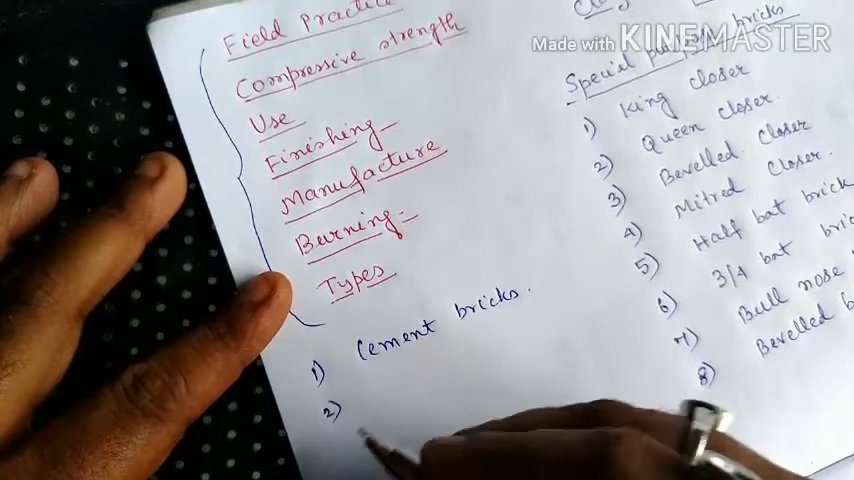 Made with KINEMASTER
Field Practice
Compressive strength
Use
Finishing
Manufacture
Burning
Types
1) Cement bricks.
2)
Special bricks
1) King closer
2) Queen closer.
3) Bevelled closer
4) Mitred closer.
5) Half bat brick
6) 3/4 bat
7) Bull nose
8) Bevelled